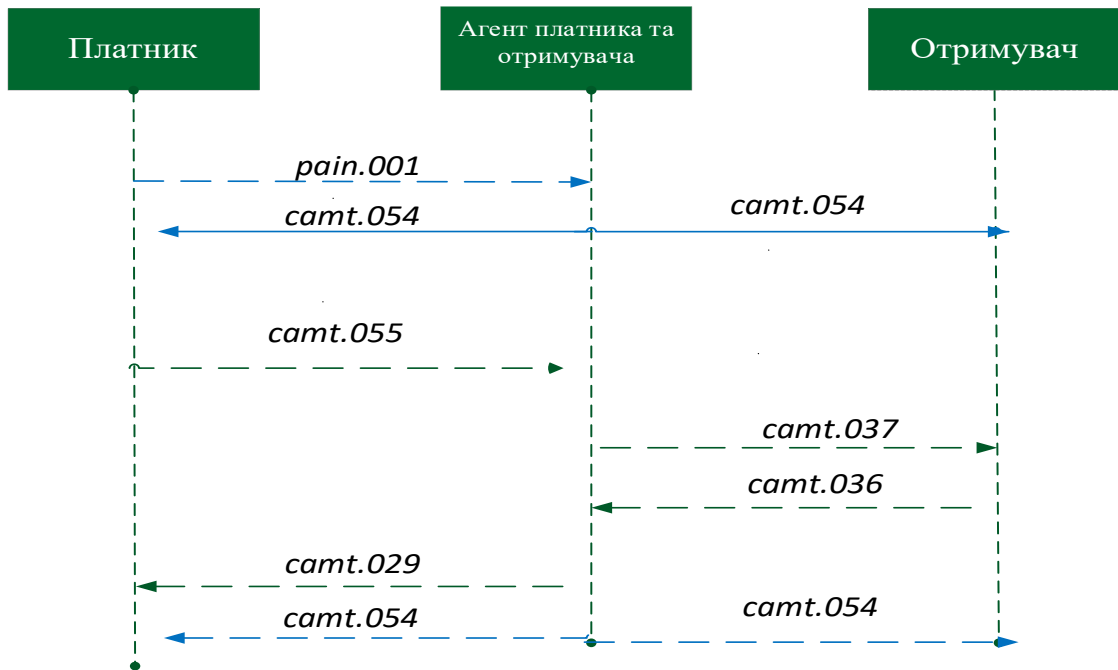 Платник
Агент платника та
отримувача
Отримувач
pain.001
camt.054
camt.054
camt.055
camt.037
camt.036
camt.029
camt.054
camt.054